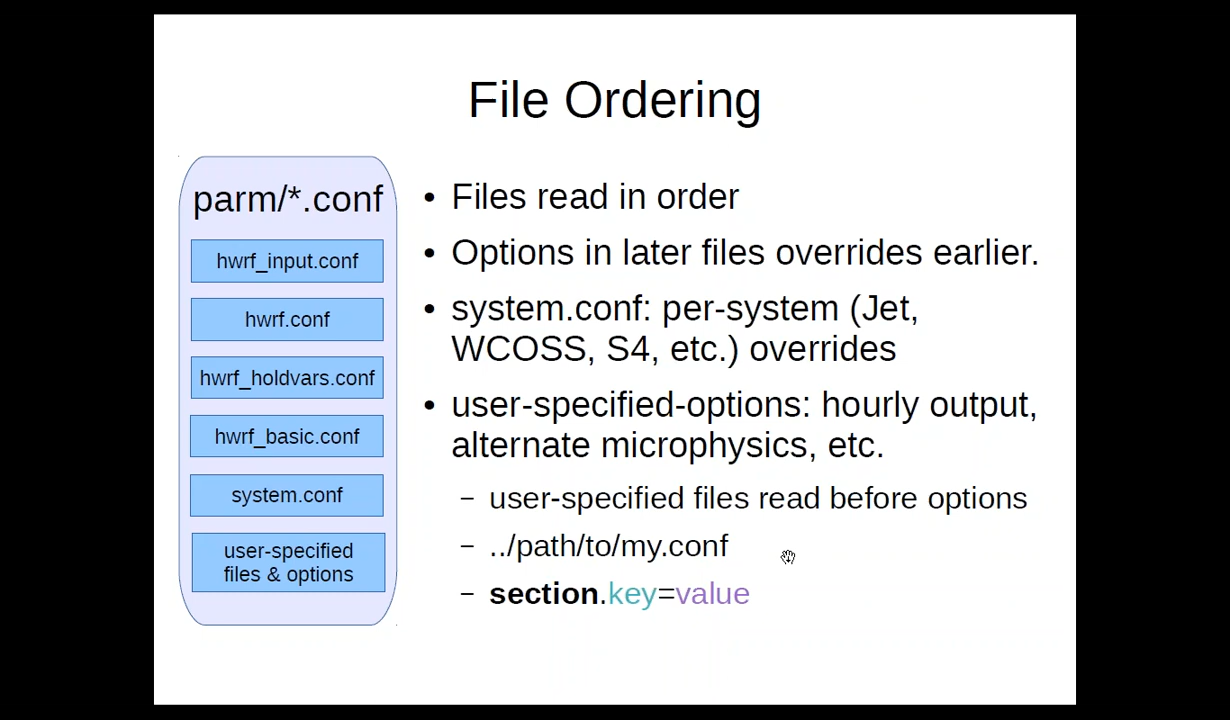 File Ordering
parm/*.conf
hwrf_input.conf
hwrf.conf
hwrf_holdvars.conf
hwrf_basic.conf
system.conf
user-specified
files & options
• Files read in order
• Options in later files overrides earlier.
• system.conf: per-system (Jet,
WCOSS, S4, etc.) overrides
• user-specified-options: hourly output,
alternate microphysics, etc.
– user-specified files read before options
– ../path/to/my.conf
– section.key=value